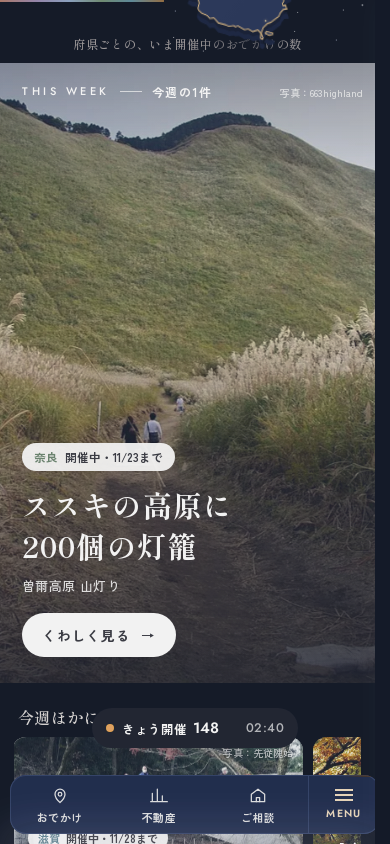 府県ごとの、いま開催中のおでかけの数
THIS WEEK
今週の1件
写真：663highland
奈良 開催中・11/23まで
ススキの高原に
200個の灯籠
曽爾高原 山灯り
くわしく見る →
今週ほかに
きょう開催 148 02:40
写真：先従隗始
おでかけ
不動産
ご相談
MENU
滋賀 開催中・11/28まで